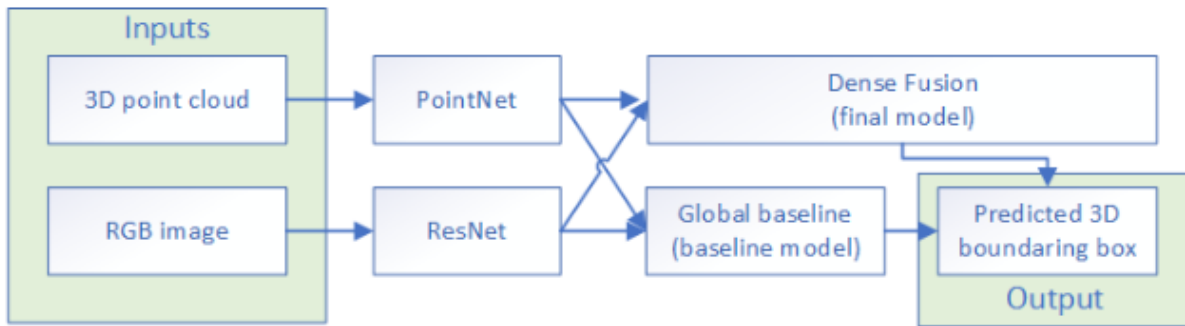 Inputs
3D point cloud
PointNet
Dense Fusion
(final model)
RGB image
ResNet
Global baseline
(baseline model)
Predicted 3D
boundaring box
Output